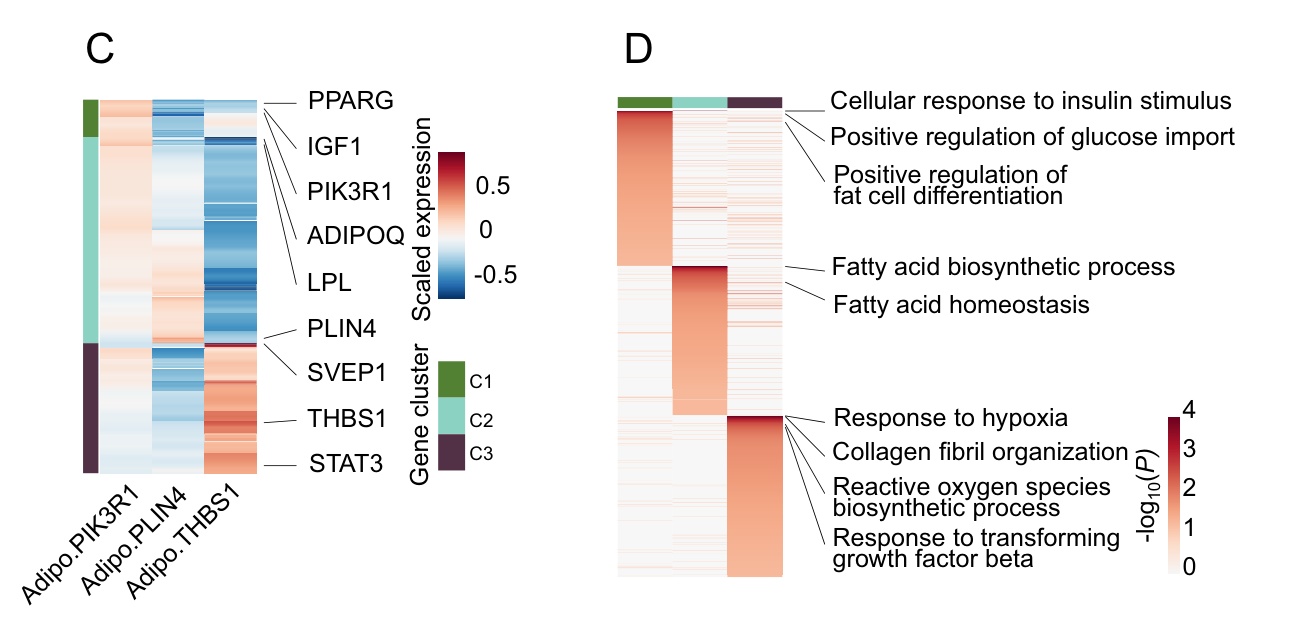 C
PPARG
IGF1
PIK3R1
ADIPOQ
LPL
PLIN4
SVEP1
THBS1
STAT3
Adipo.PIK3R1
Adipo.PLIN4
Adipo.THBS1
Scaled expression
0.5
0
-0.5
Gene cluster
C1
C2
C3
D
Cellular response to insulin stimulus
Positive regulation of glucose import
Positive regulation of
fat cell differentiation
Fatty acid biosynthetic process
Fatty acid homeostasis
Response to hypoxia
Collagen fibril organization
Reactive oxygen species
biosynthetic process
Response to transforming
growth factor beta
-log10(P)
4
3
2
1
0